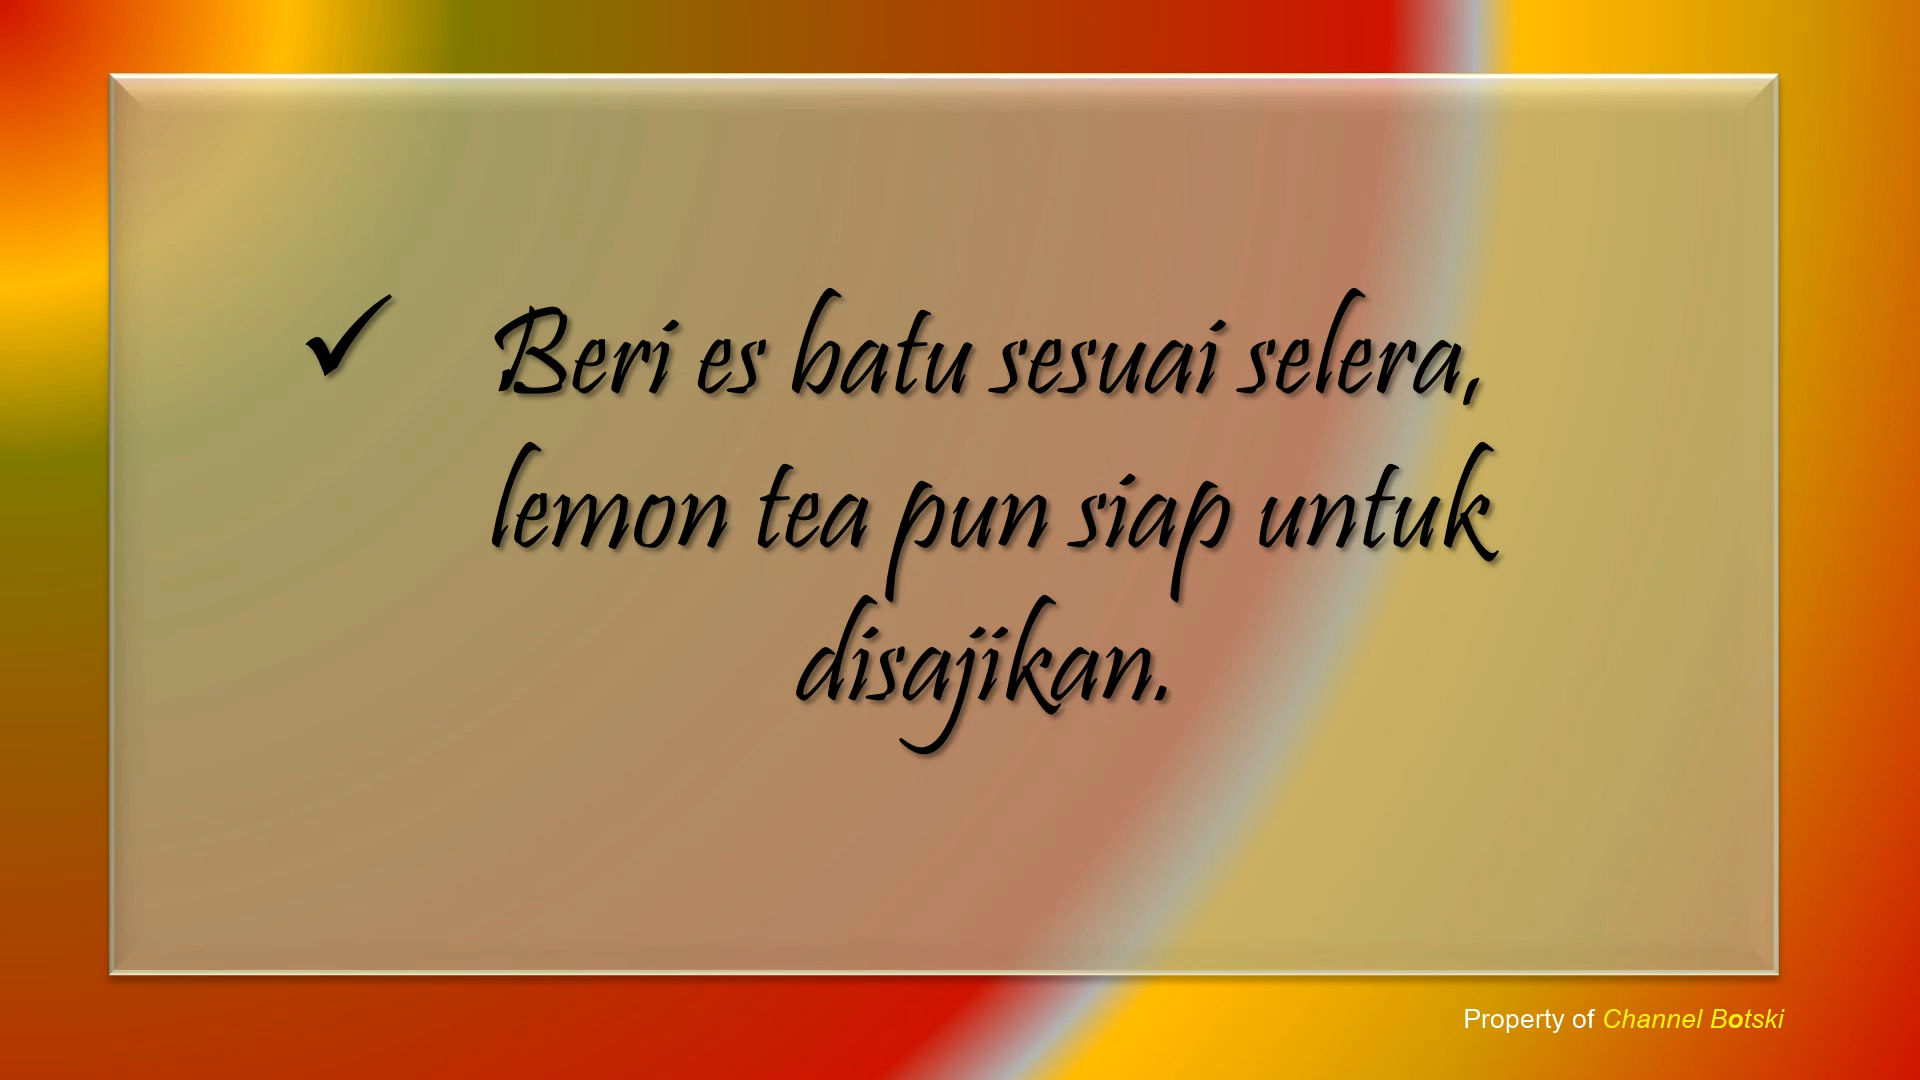 ✓ Beri es batu sesuai selera,
lemon tea pun siap untuk
disajikan.
Property of Channel Botski